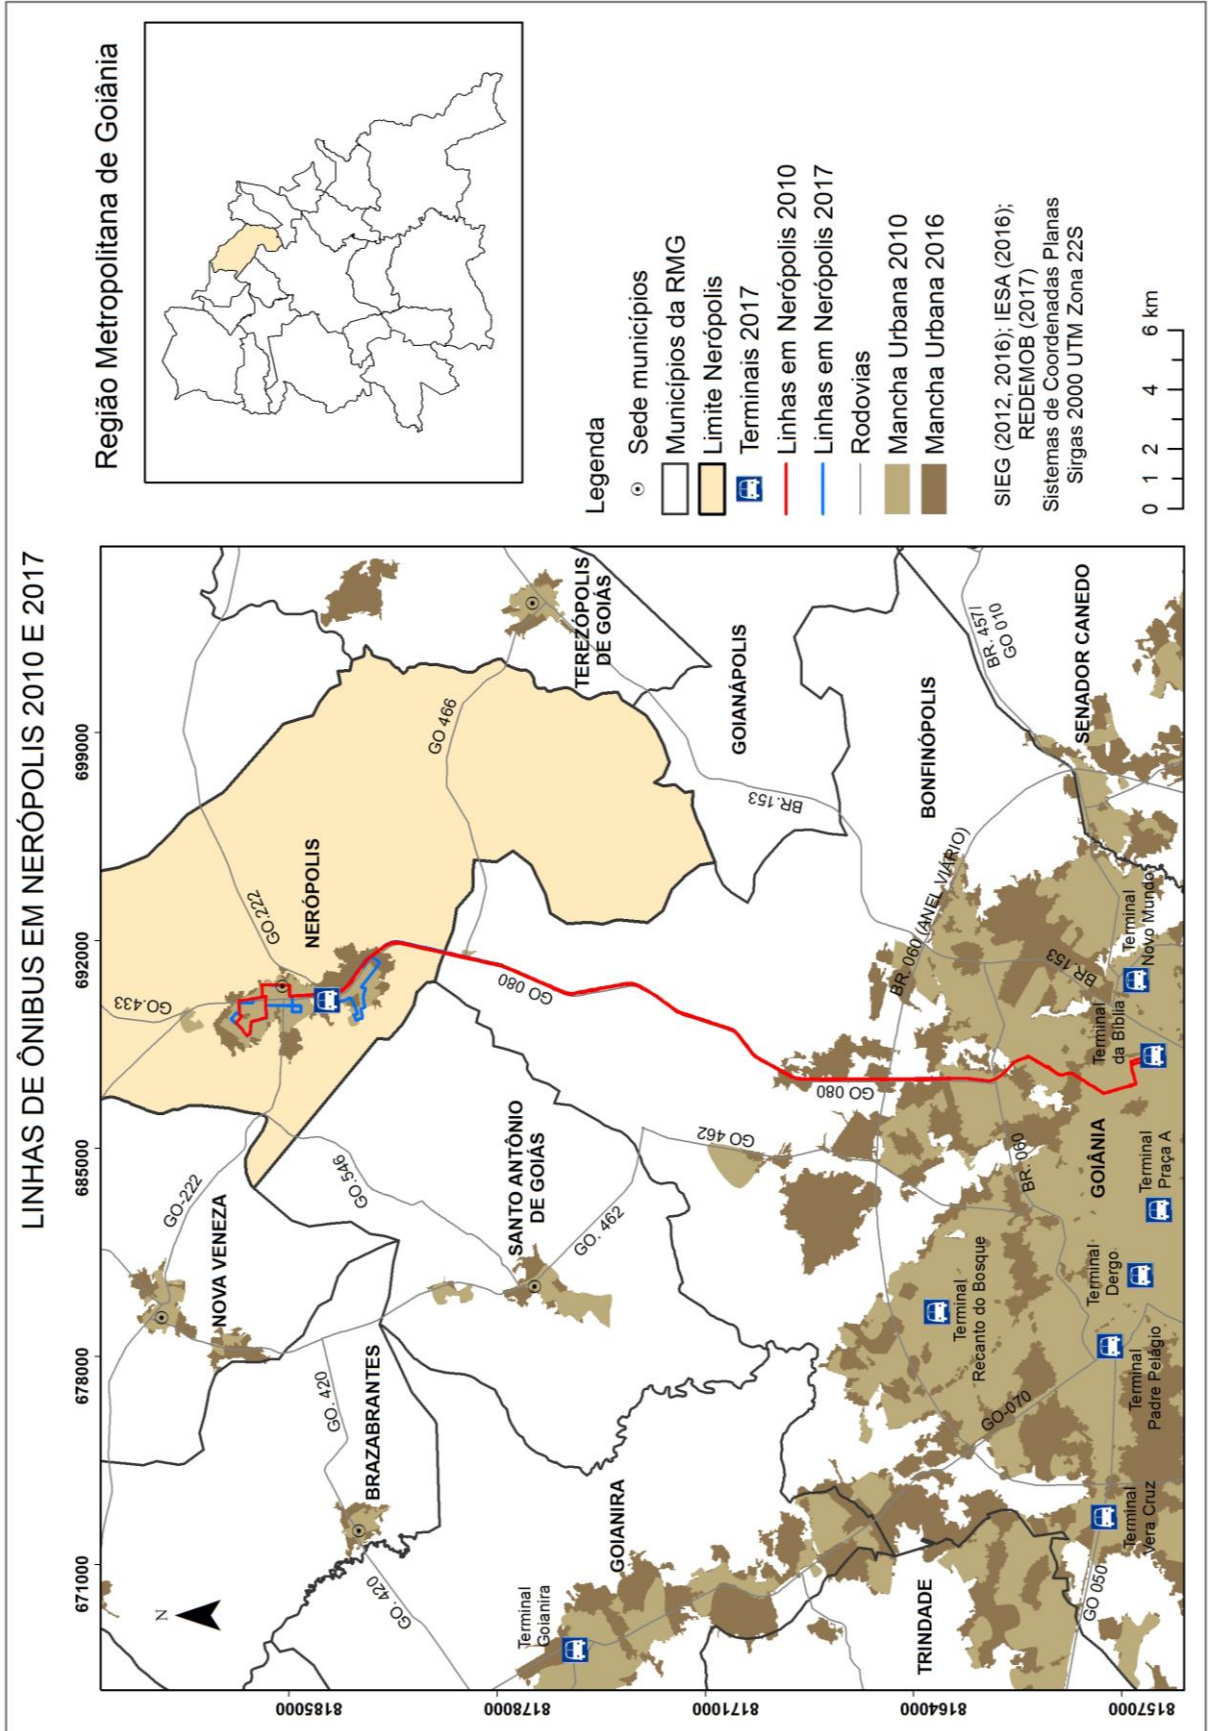 LINHAS DE ÔNIBUS EM NERÓPOLIS 2010 E 2017
671000
678000
685000
692000
699000
8185000
8178000
8171000
8164000
8157000
N
GO-222
NOVA VENEZA
GO.433
GO.222
NERÓPOLIS
GO. 420
BRAZABRANTES
GO.420
GO.546
SANTO ANTÔNIO
DE GOIÁS
GO. 462
GO 466
TEREZÓPOLIS
DE GOIÁS
GO 080
GOIANÁPOLIS
BR.153
Terminal
Goianira
GOIANIRA
GO 462
GO 080
BONFINÓPOLIS
BR. 060 (ANEL VIÁRIO)
BR. 457/
GO 010
TRINDADE
Terminal
Recanto do Bosque
GO-070
BR. 060
BR 153
SENADOR CANEDO
GO 050
Terminal
Vera Cruz
Terminal
Padre Pelágio
Terminal
Dergo
GOIÂNIA
Terminal
Praça A
Terminal
da Bíblia
Terminal
Novo Mundo
Região Metropolitana de Goiânia
Legenda
Sede municípios
Municípios da RMG
Limite Nerópolis
Terminais 2017
Linhas em Nerópolis 2010
Linhas em Nerópolis 2017
Rodovias
Mancha Urbana 2010
Mancha Urbana 2016
SIEG (2012, 2016); IESA (2016);
REDEMOB (2017)
Sistemas de Coordenadas Planas
Sirgas 2000 UTM Zona 22S
0 1 2 4 6 km